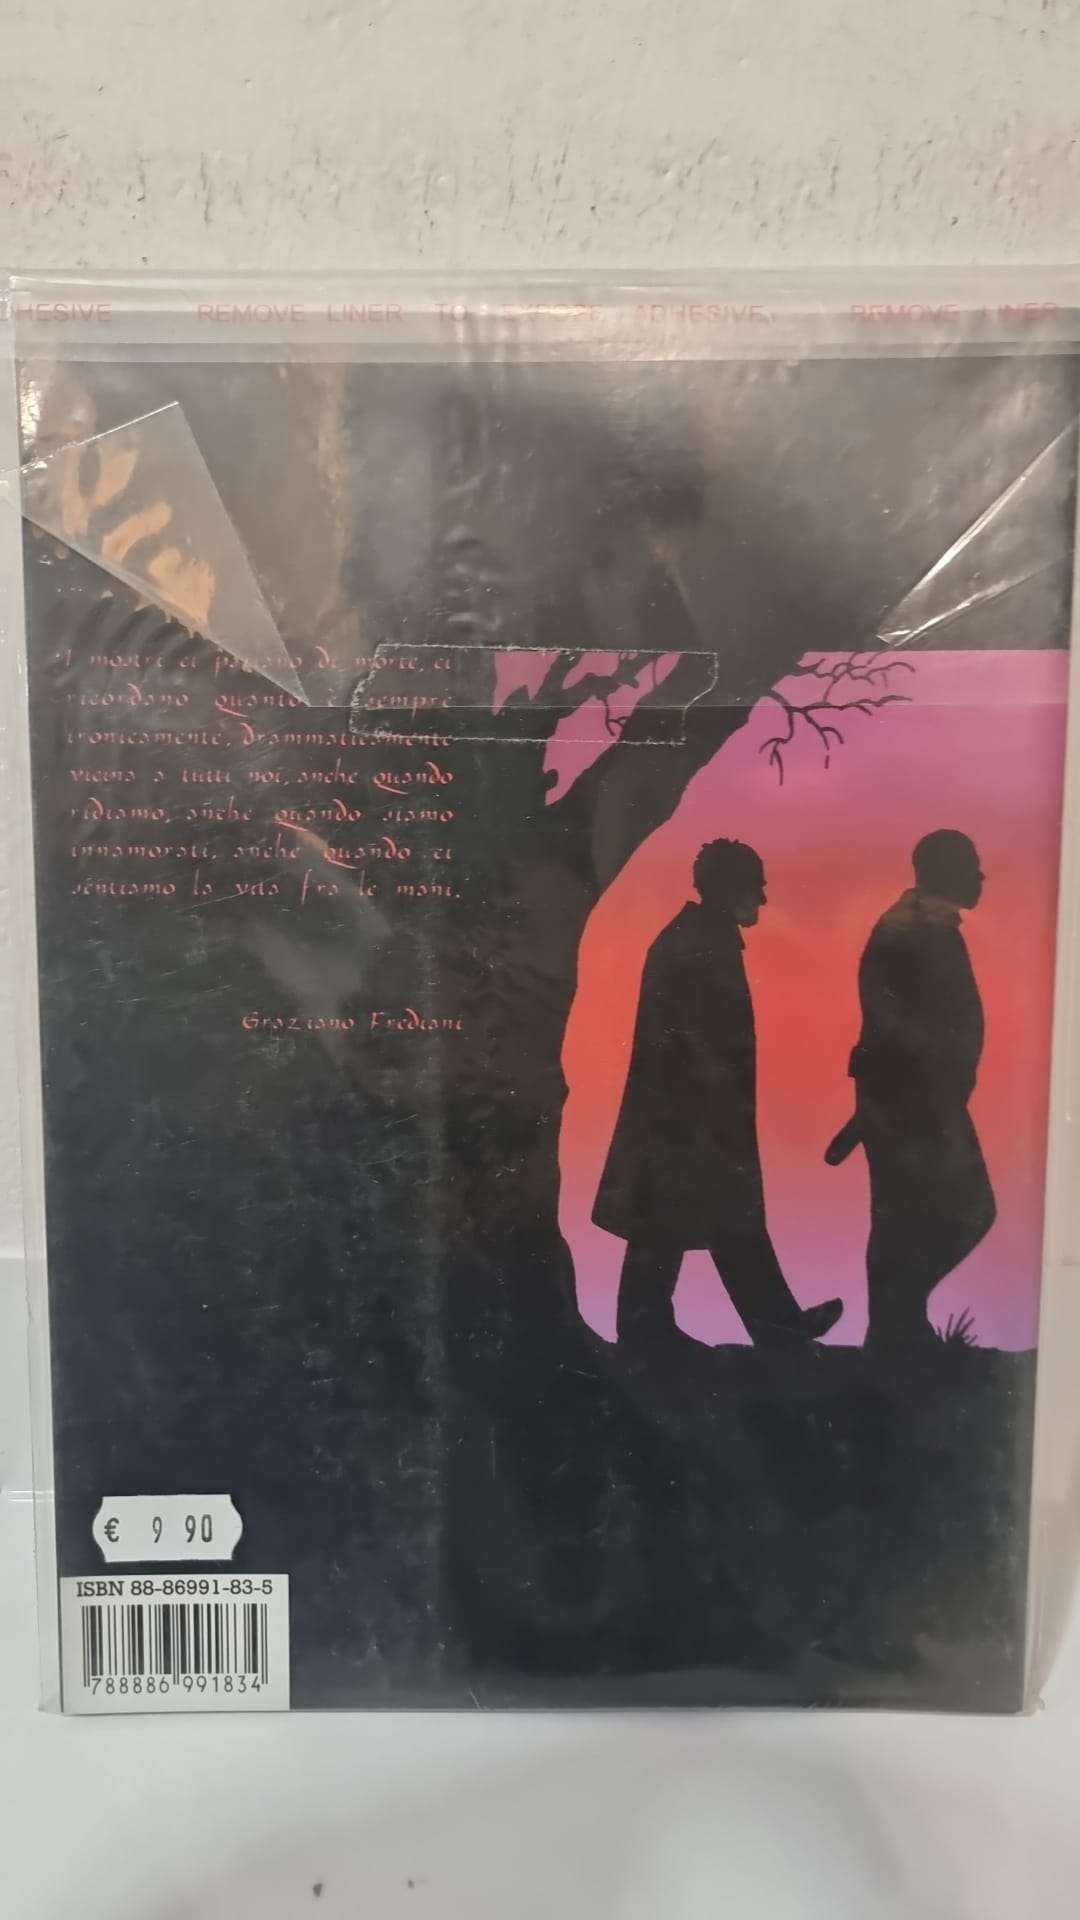 DHESIVE REMOVE LINER TO EXPOSE ADHESIVE REMOVE LINER
I mostri ci parlano di morte, ci
ricordano quanto è sempre
ironicamente, drammaticamente
vicina a tutti noi, anche quando
ridiamo, anche quando siamo
innamorati, anche quando ci
sentiamo la vita fra le mani.
Graziano Frediani
€ 9 90
ISBN 88-86991-83-5
788886 991834